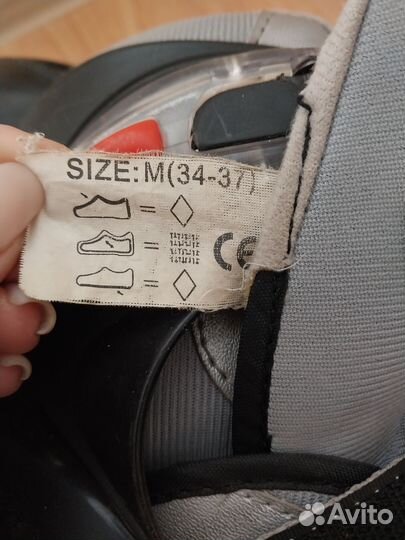 SIZE:M(34-37)
=
=
CE
=
Avito